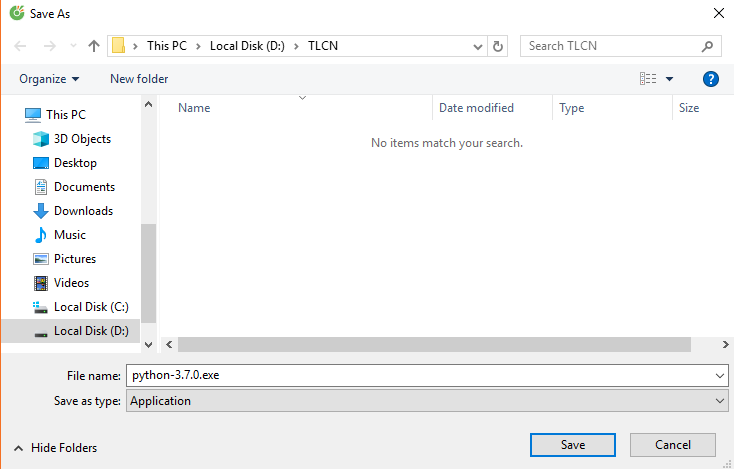 Save As
This PC > Local Disk (D:) > TLCN
Search TLCN
Organize
New folder
?
Name
Date modified
Type
Size
No items match your search.
This PC
3D Objects
Desktop
Documents
Downloads
Music
Pictures
Videos
Local Disk (C:)
Local Disk (D:)
File name: python-3.7.0.exe
Save as type: Application
Hide Folders
Save
Cancel